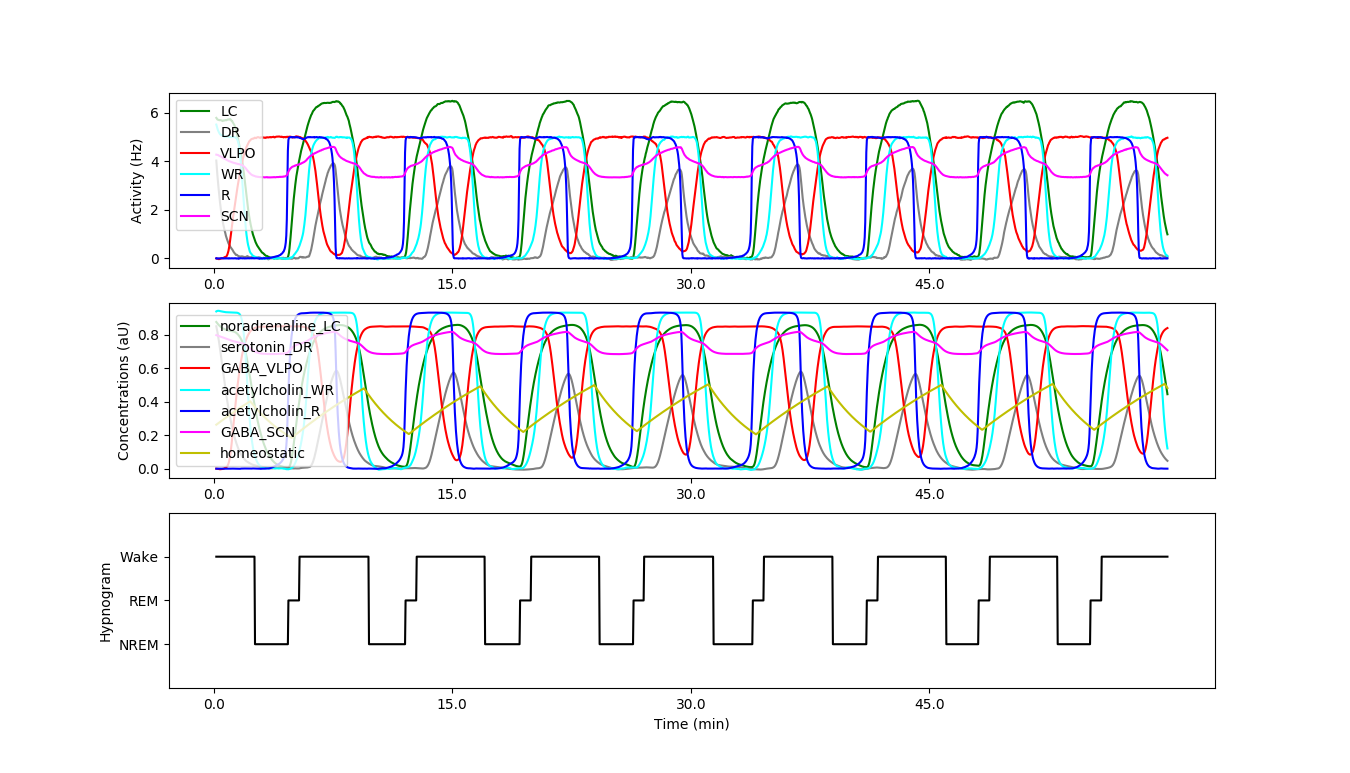 Activity (Hz)
6
4
2
0
LC
DR
VLPO
WR
R
SCN
0.0 15.0 30.0 45.0
Concentrations (aU)
0.8
0.6
0.4
0.2
0.0
noradrenaline_LC
serotonin_DR
GABA_VLPO
acetylcholin_WR
acetylcholin_R
GABA_SCN
homeostatic
0.0 15.0 30.0 45.0
Hypnogram
Wake
REM
NREM
0.0 15.0 30.0 45.0
Time (min)